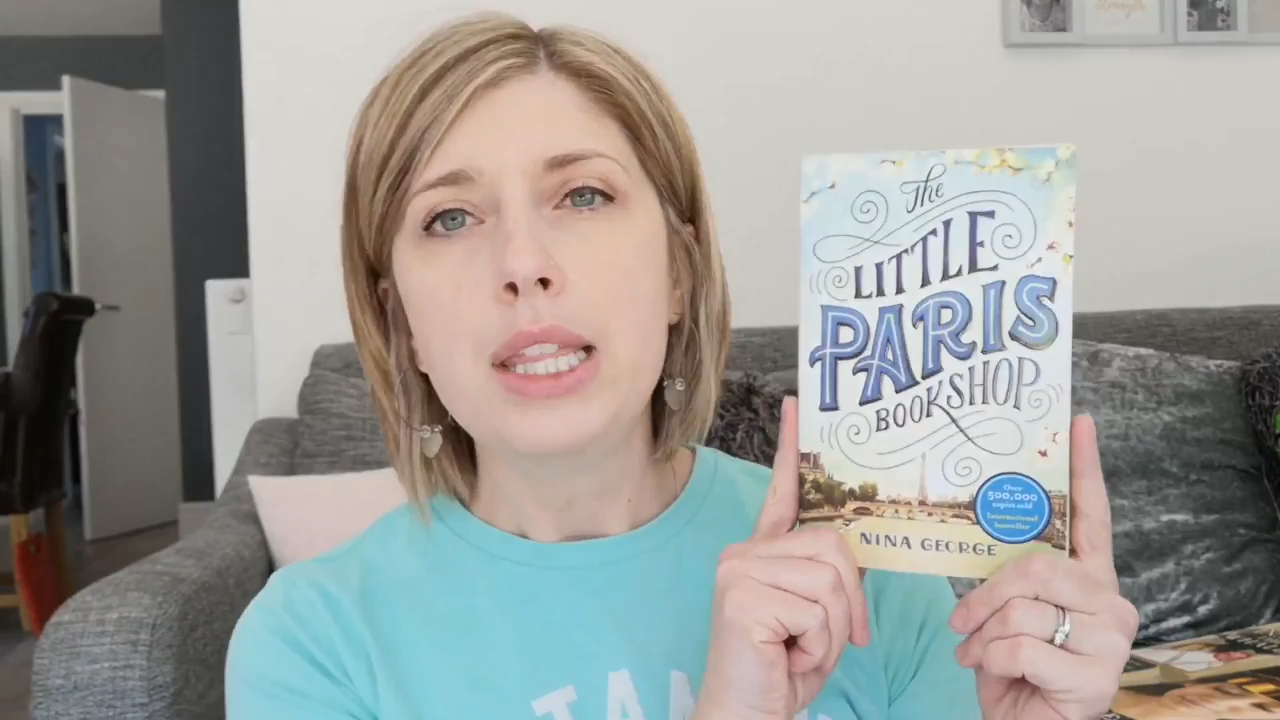 The
LITTLE
PARIS
BOOKSHOP
Over
500,000
copies sold
International
bestseller
NINA GEORGE